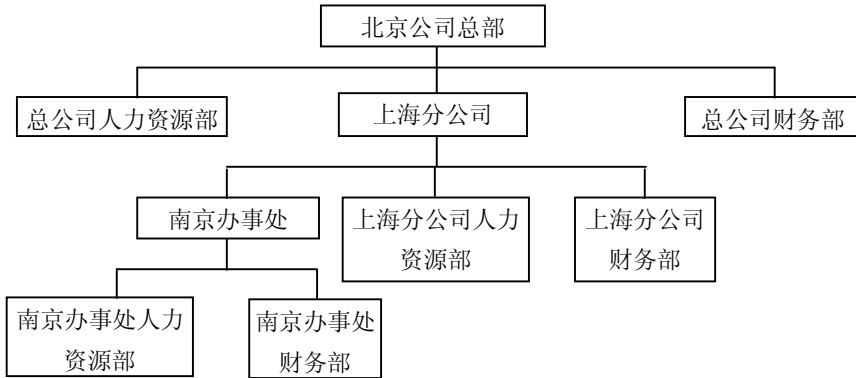 北京公司总部
总公司人力资源部
上海分公司
总公司财务部
南京办事处
上海分公司人力
资源部
上海分公司
财务部
南京办事处人力
资源部
南京办事处
财务部